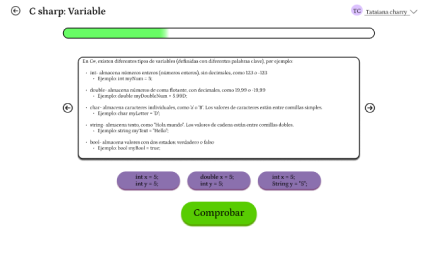 C sharp: Variable
TC Tatsiana charry
En C#, existen diferentes tipos de variables (definidas con diferentes palabras clave), por ejemplo:
int- almacena números enteros (números enteros), sin decimales, como 123 o -123
Ejemplo: int myNum = 5;
double- almacena números de coma flotante, con decimales, como 19,99 o -19,99
Ejemplo: double myDoubleNum = 5.99D;
char- almacena caracteres individuales, como 'a' o 'B'. Los valores de caracteres están entre comillas simples.
Ejemplo: char myLetter = 'D';
string- almacena texto, como "Hola mundo". Los valores de cadena están entre comillas dobles.
Ejemplo: string myText = "Hello";
bool- almacena valores con dos estados: verdadero o falso
Ejemplo: bool myBool = true;
int x = 5;
int y = 5;
double x = 5;
int y = 5;
int x = 5;
String y = "5";
Comprobar